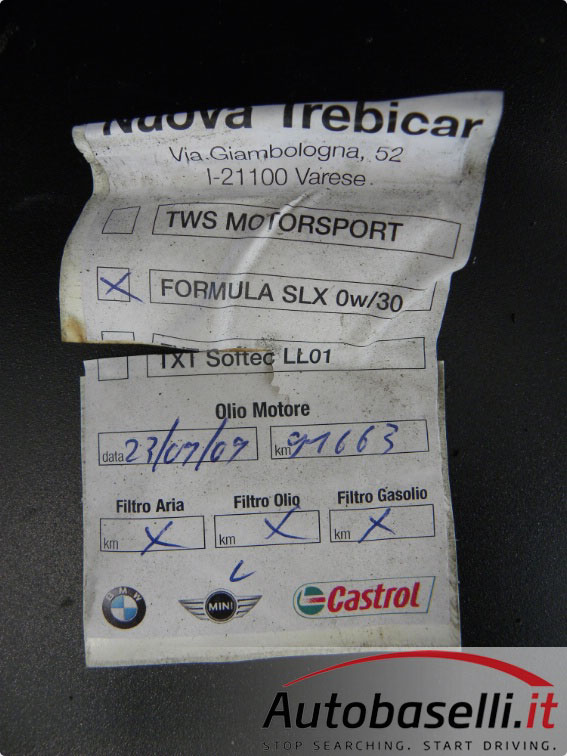 Nuova Trebicar
Via Giambologna, 52
I-21100 Varese
TWS MOTORSPORT
X FORMULA SLX 0w/30
TXT Softec LL01
Olio Motore
data 23/07/09 km 91663
Filtro Aria Filtro Olio Filtro Gasolio
km X km X km X
BMW MINI Castrol
Autobaselli.it
STOP SEARCHING. START DRIVING.